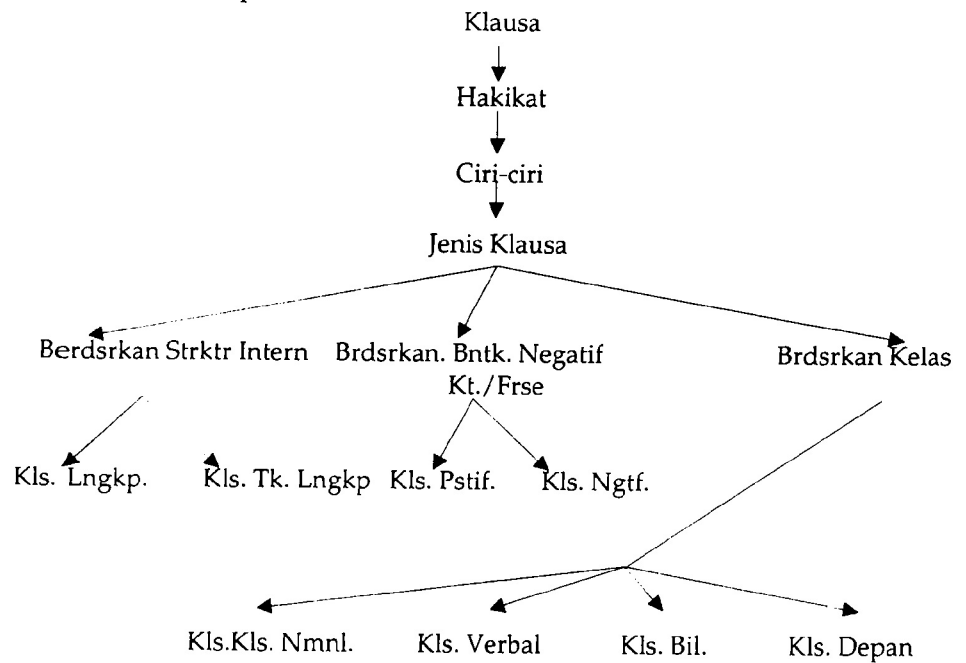 Klausa
Hakikat
Ciri-ciri
Jenis Klausa
Berdsrkan Strktr Intern
Brdsrkan. Bntk. Negatif
Kt./Frse
Brdsrkan Kelas
Kls. Lngkp.
Kls. Tk. Lngkp
Kls. Pstif.
Kls. Ngtf.
Kls.Kls. Nmnl.
Kls. Verbal
Kls. Bil.
Kls. Depan